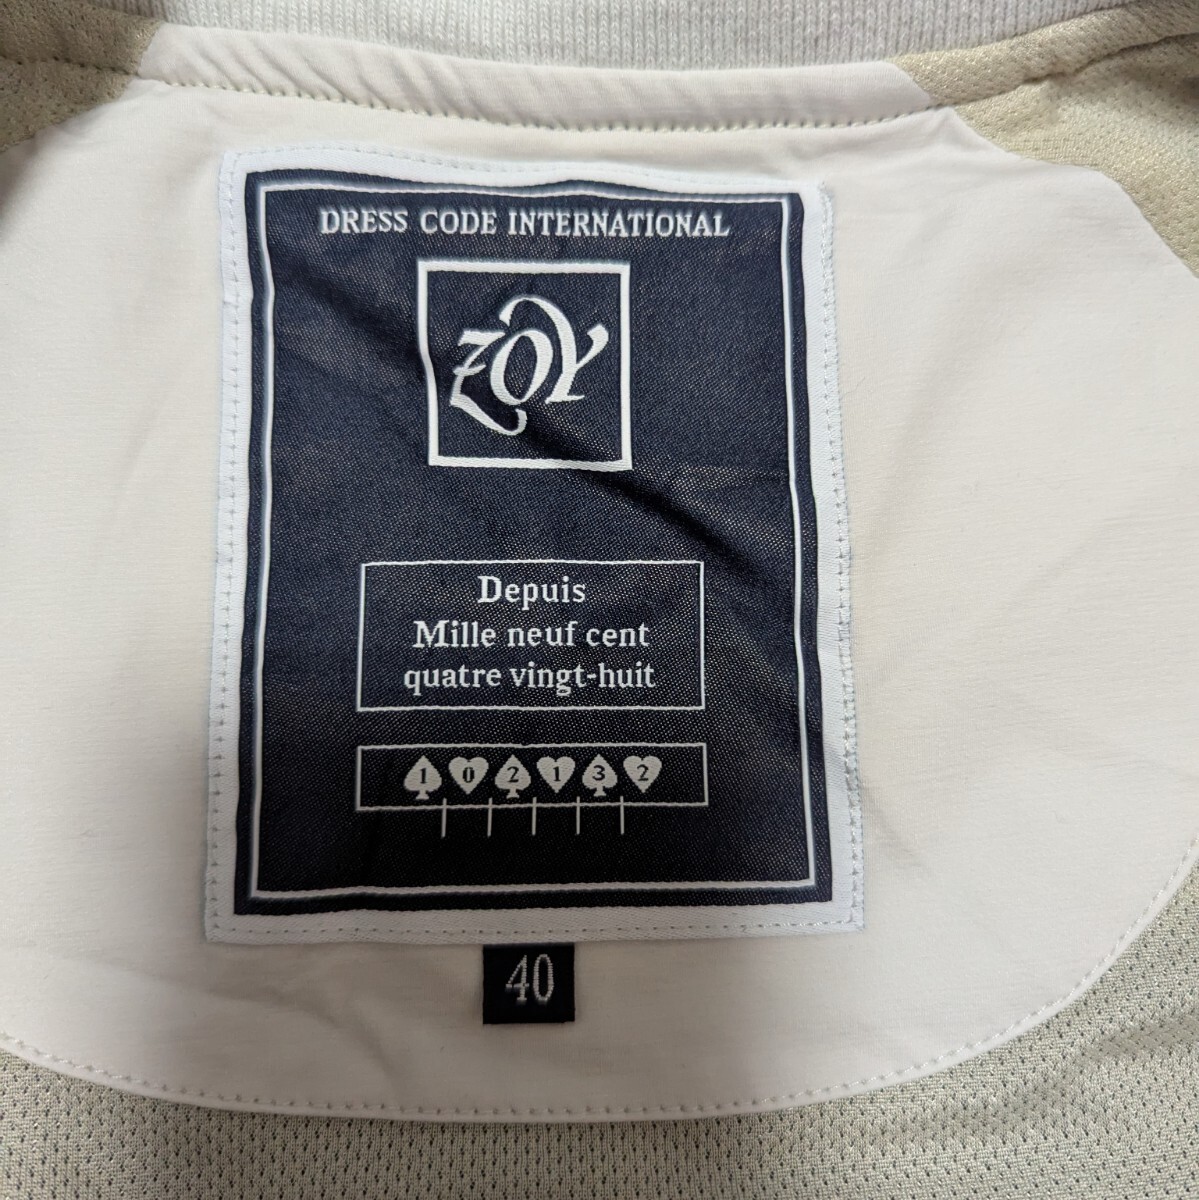 DRESS CODE INTERNATIONAL
ZOY
Depuis
Mille neuf cent
quatre vingt-huit
1 0 2 1 3 2
40